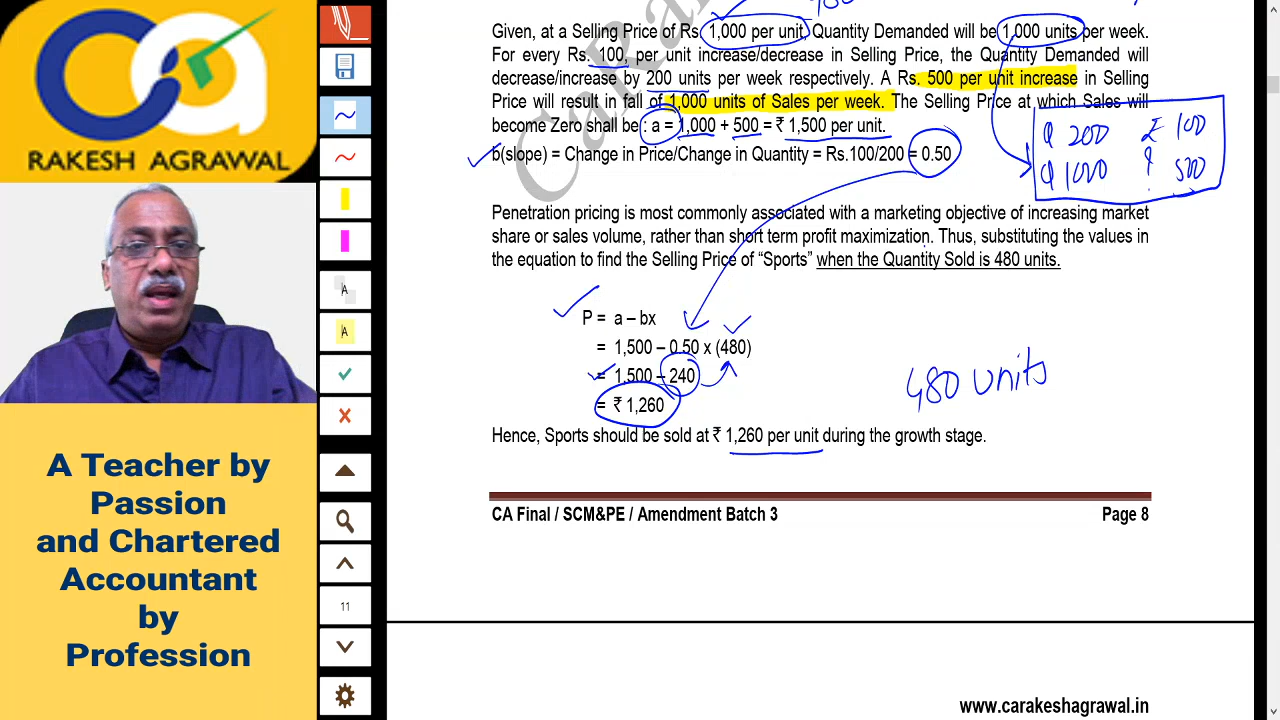 RAKESH AGRAWAL
A Teacher by
Passion
and Chartered
Accountant
by
Profession
A
A
11
Given, at a Selling Price of Rs. 1,000 per unit, Quantity Demanded will be 1,000 units per week.
For every Rs. 100, per unit increase/decrease in Selling Price, the Quantity Demanded will
decrease/increase by 200 units per week respectively. A Rs. 500 per unit increase in Selling
Price will result in fall of 1,000 units of Sales per week. The Selling Price at which Sales will
become Zero shall be : a = 1,000 + 500 = ₹ 1,500 per unit.
b(slope) = Change in Price/Change in Quantity = Rs.100/200 = 0.50
200 ₹ 100
1000 ? 500
Penetration pricing is most commonly associated with a marketing objective of increasing market
share or sales volume, rather than short term profit maximization. Thus, substituting the values in
the equation to find the Selling Price of “Sports” when the Quantity Sold is 480 units.
P = a – bx
= 1,500 – 0.50 x (480)
= 1,500 – 240
= ₹ 1,260
480 units
Hence, Sports should be sold at ₹ 1,260 per unit during the growth stage.
CA Final / SCM&PE / Amendment Batch 3 Page 8
www.carakeshagrawal.in